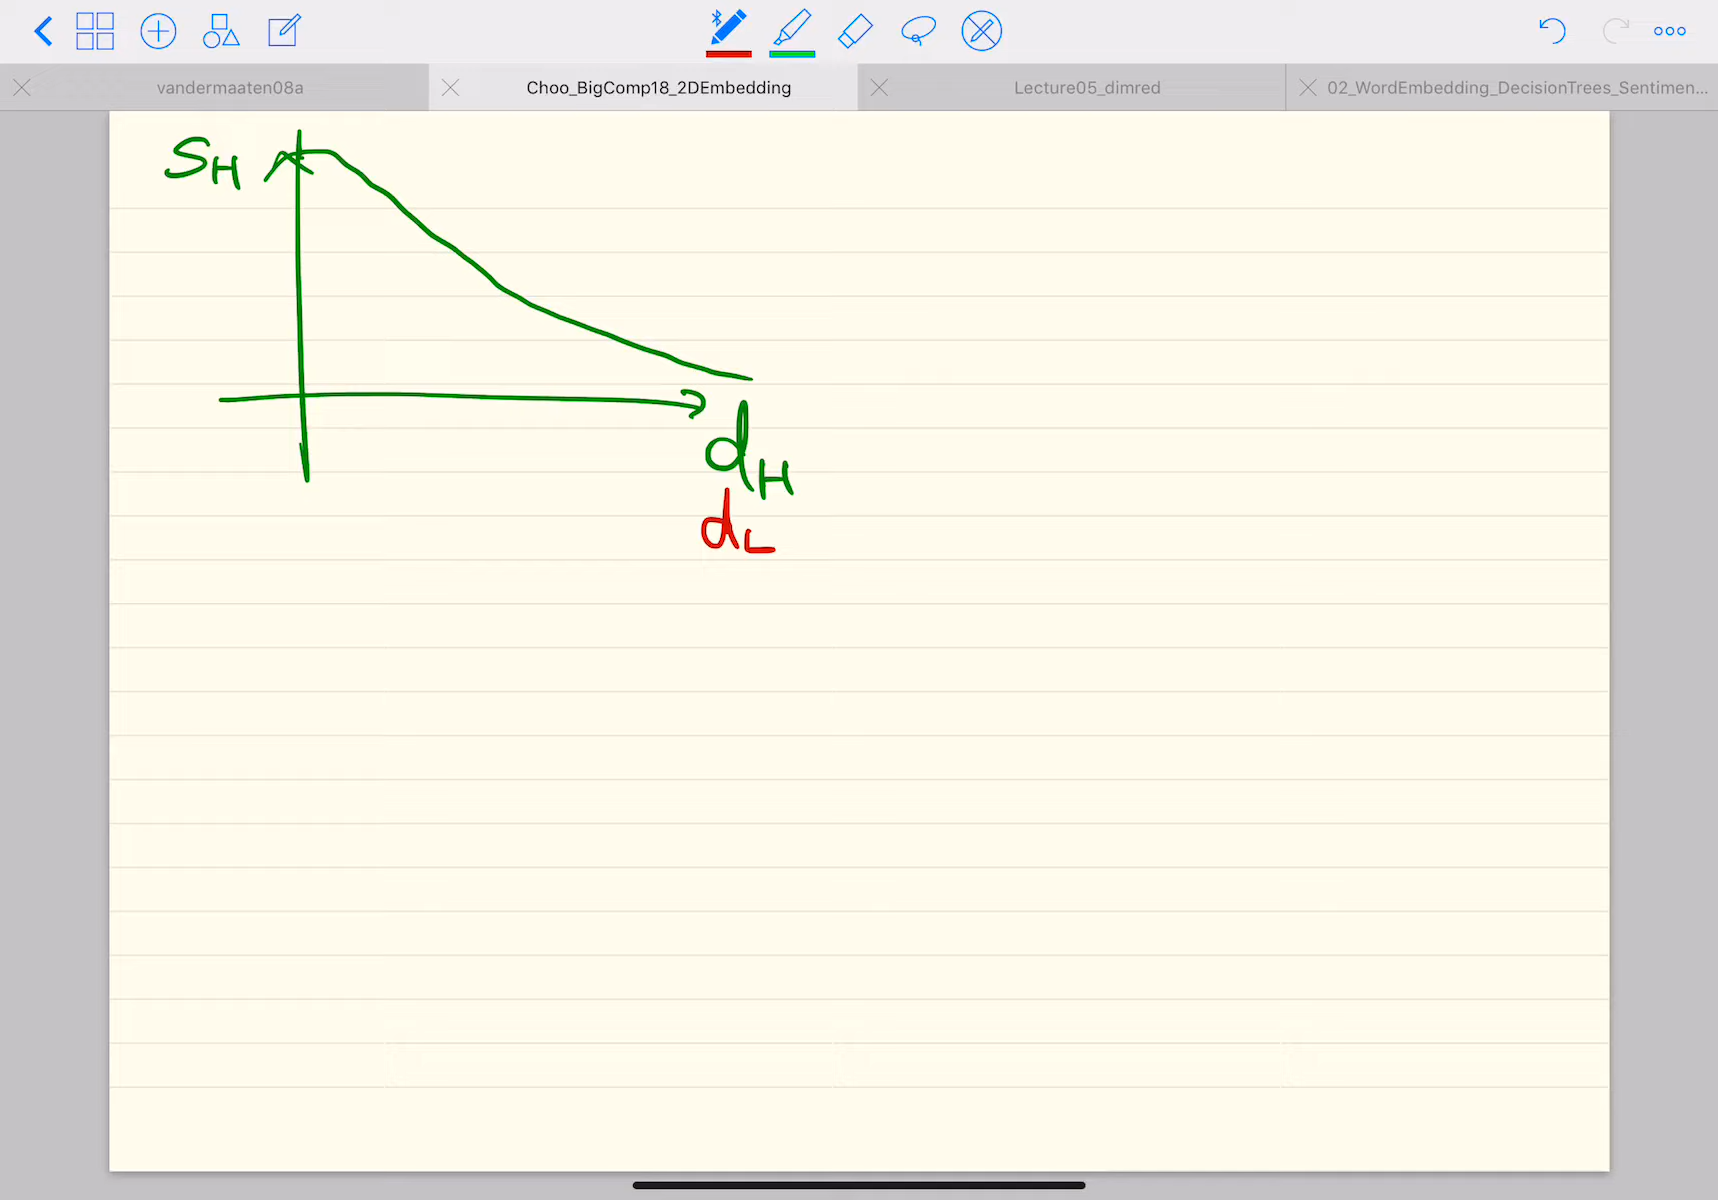 vandermaaten08a
Choo_BigComp18_2DEmbedding
Lecture05_dimred
02_WordEmbedding_DecisionTrees_Sentimen...
SH
dH
dL